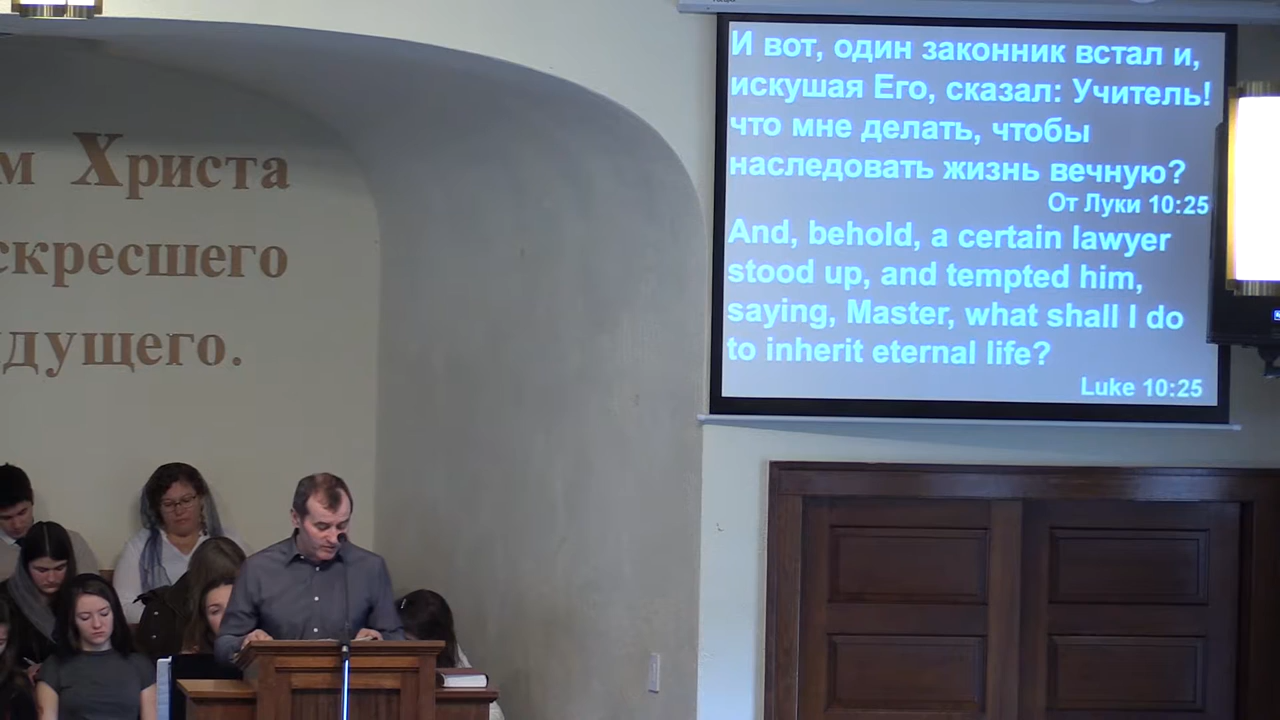 Христа
скресшего
дущего.
И вот, один законник встал и,
искушая Его, сказал: Учитель!
что мне делать, чтобы
наследовать жизнь вечную?
От Луки 10:25
And, behold, a certain lawyer
stood up, and tempted him,
saying, Master, what shall I do
to inherit eternal life?
Luke 10:25